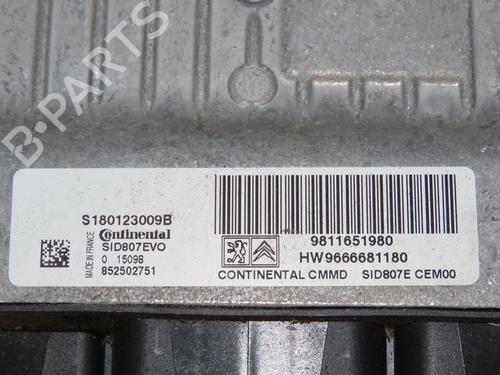 B-PARTS
S180123009B
Continental
SID807EVO
0 15098
852502751
MADE IN FRANCE
9811651980
HW9666681180
CONTINENTAL CMMD SID807E CEM00